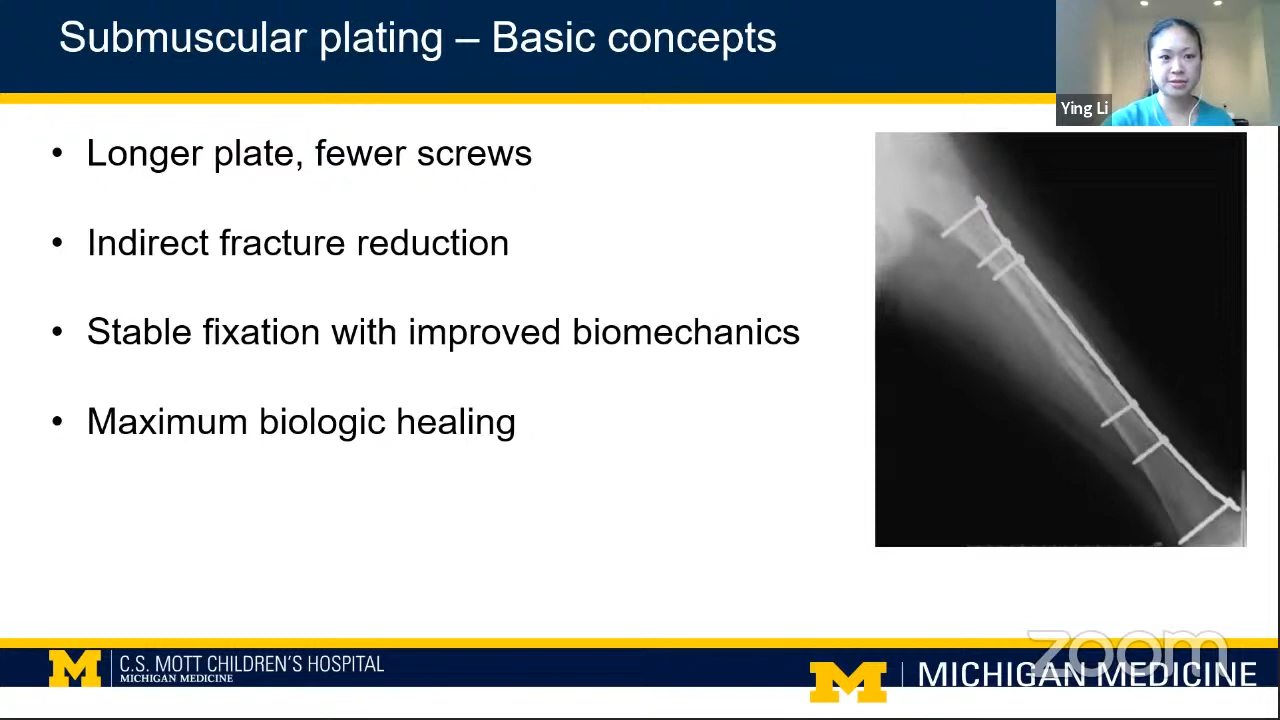 Submuscular plating – Basic concepts
Ying Li
• Longer plate, fewer screws
• Indirect fracture reduction
• Stable fixation with improved biomechanics
• Maximum biologic healing
zoom
M C.S. MOTT CHILDREN'S HOSPITAL
MICHIGAN MEDICINE
M MICHIGAN MEDICINE